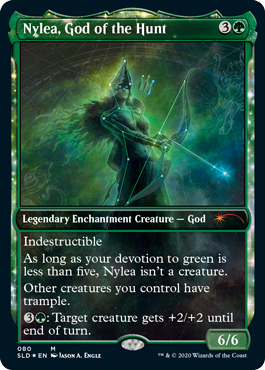 Nylea, God of the Hunt 3
Legendary Enchantment Creature — God
Indestructible
As long as your devotion to green is
less than five, Nylea isn't a creature.
Other creatures you control have
trample.
3: Target creature gets +2/+2 until
end of turn.
6/6
080 M
SLD EN Jason A. Engle
™ & © 2020 Wizards of the Coast